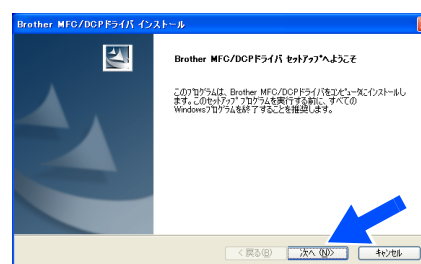 Brother MFC/DCPドライバ インストール
Brother MFC/DCPドライバ セットアップへようこそ
このプログラムは、Brother MFC/DCPドライバをコンピュータにインストールし
ます。このセットアップ プログラムを実行する前に、すべての
Windowsプログラムを終了することを推奨します。
< 戻る(B)
次へ (N)>
キャンセル